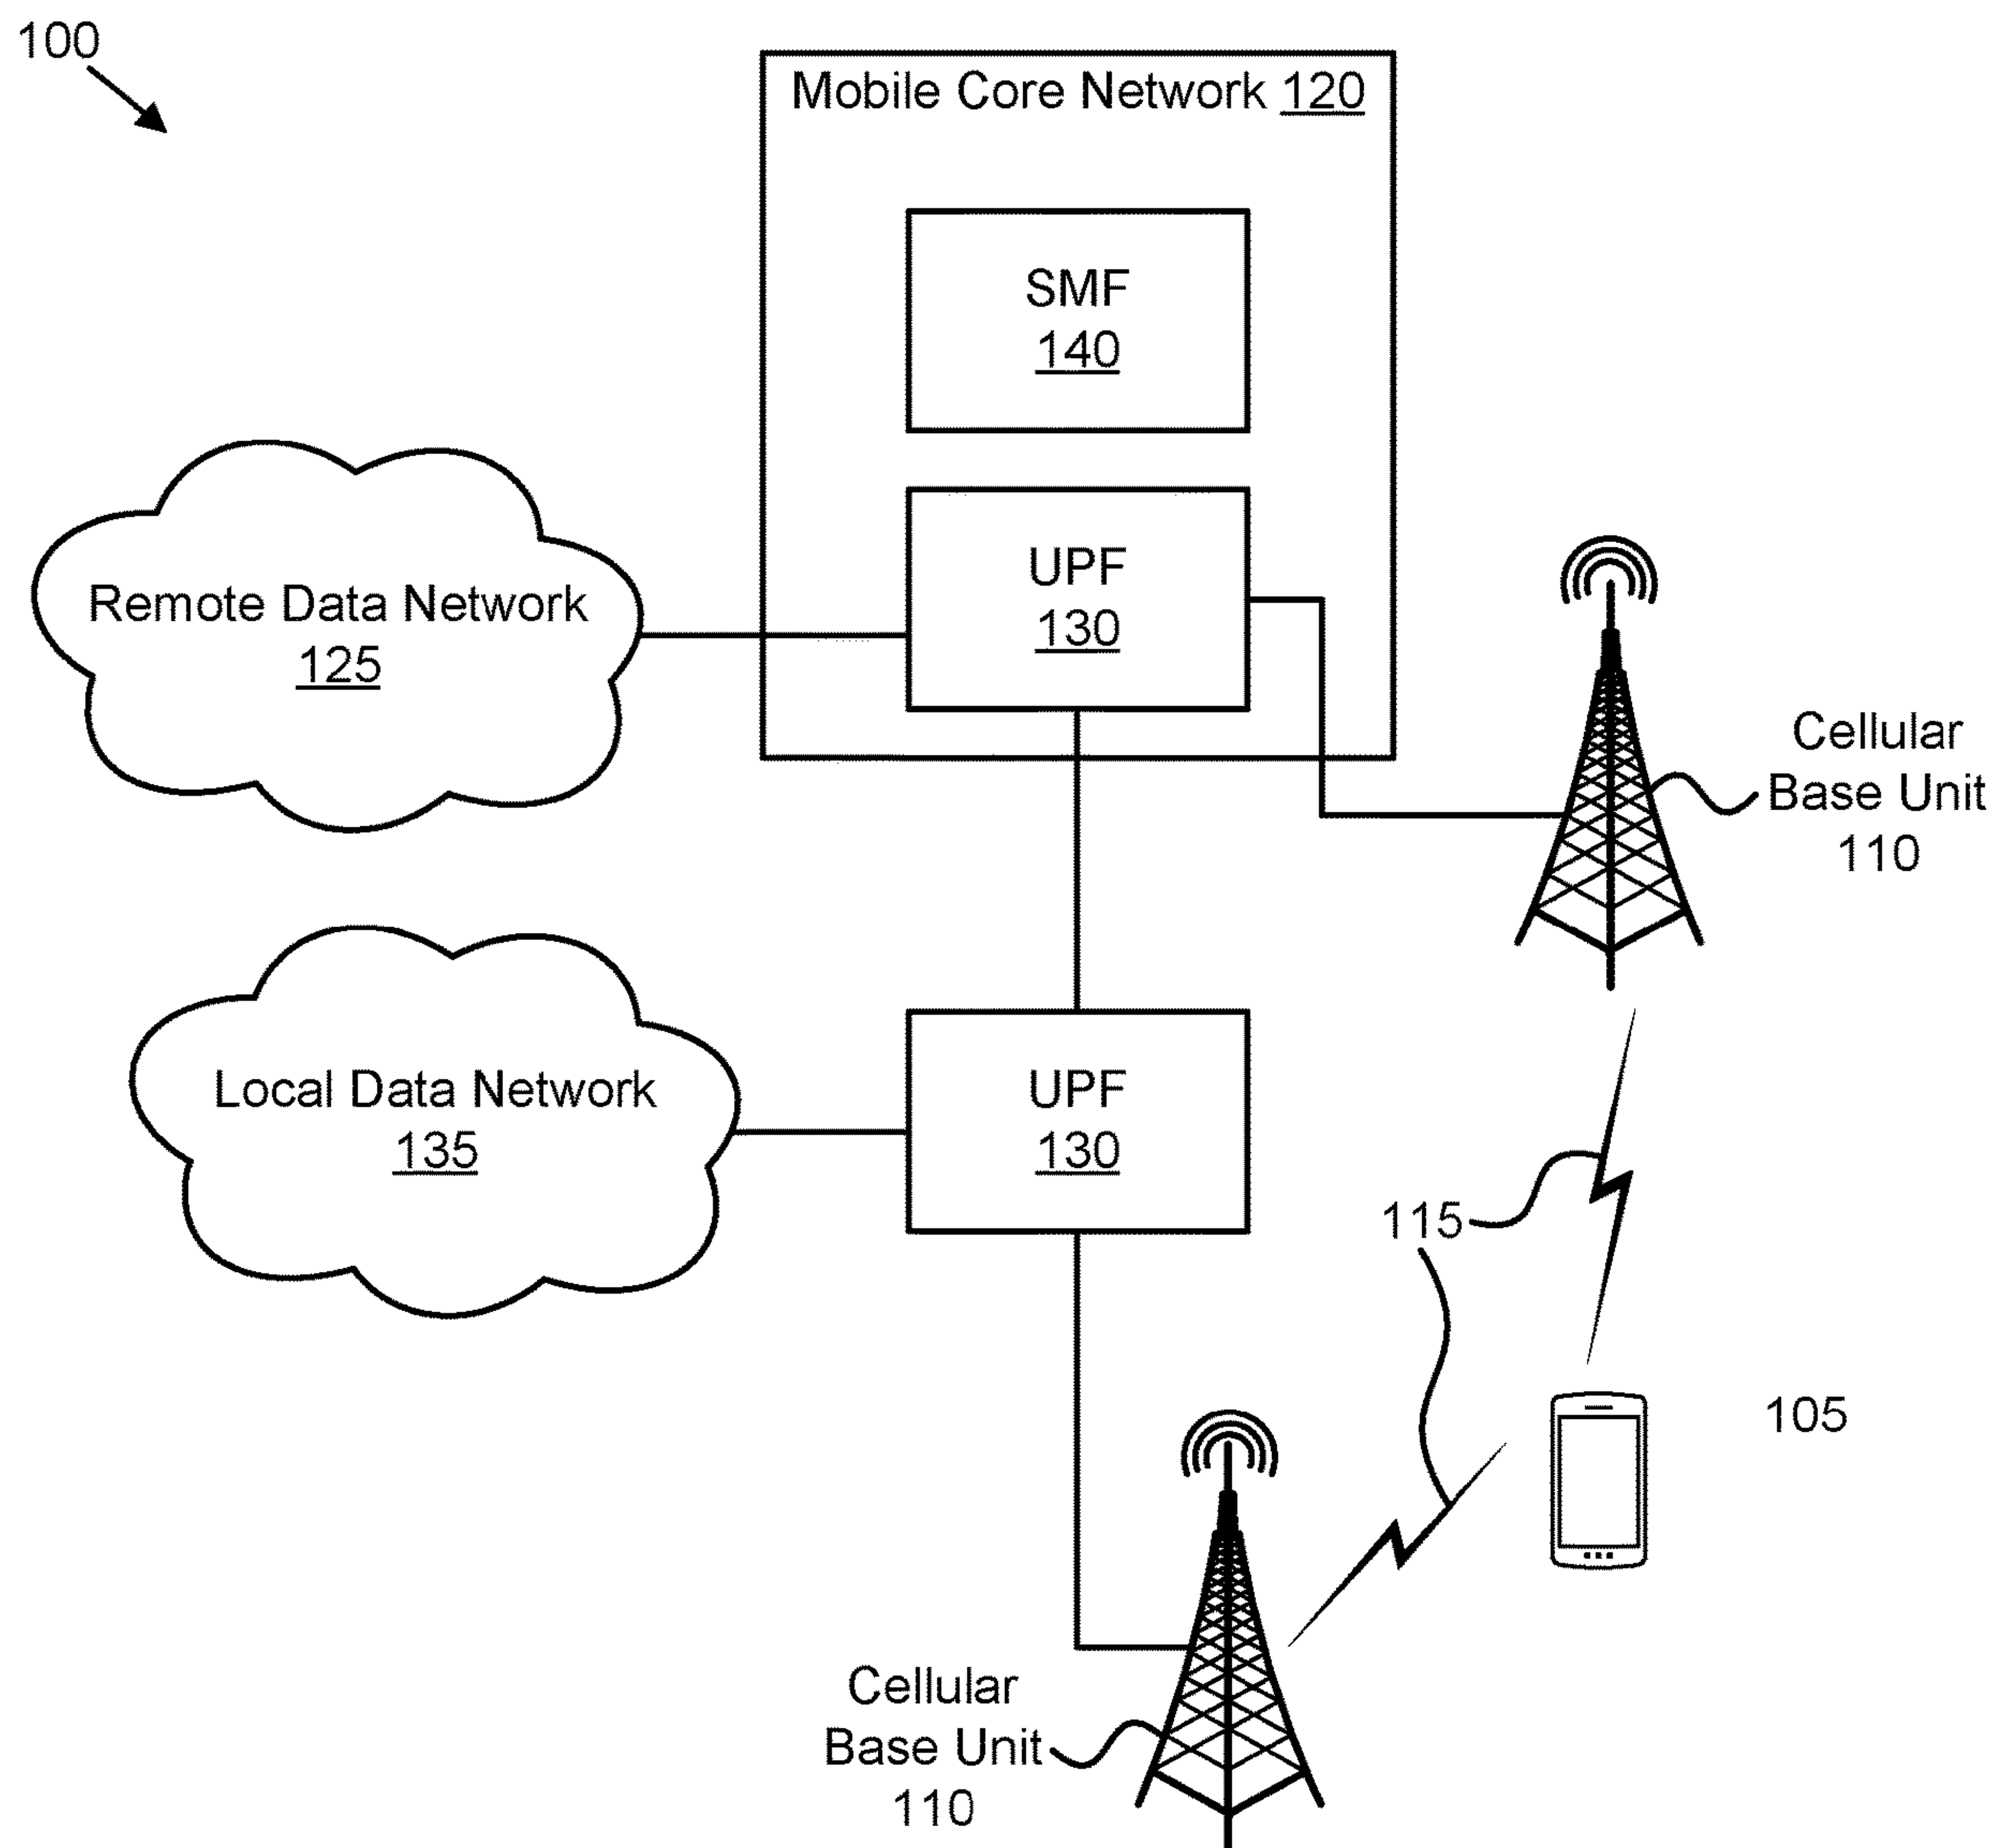 100
Mobile Core Network 120
SMF
140
UPF
130
Remote Data Network
125
Cellular
Base Unit
110
Local Data Network
135
UPF
130
115
105
Cellular
Base Unit
110